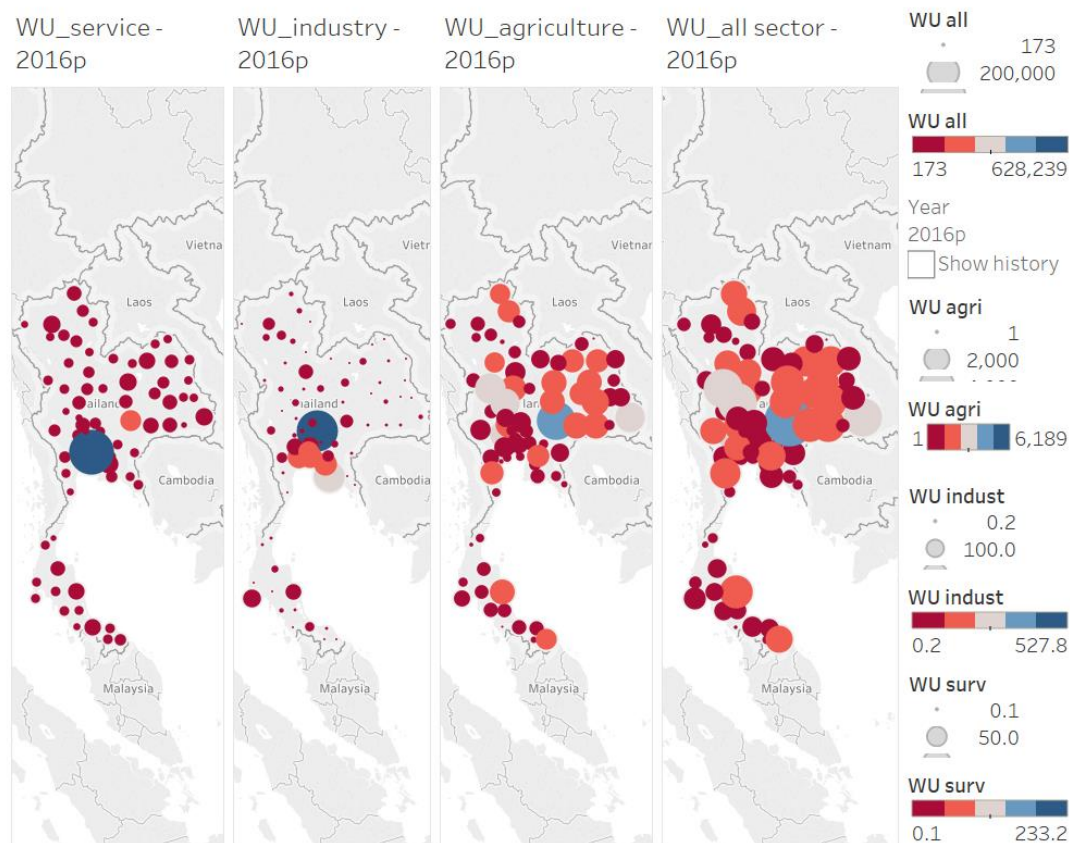 WU_service -
2016p
WU_industry -
2016p
WU_agriculture -
2016p
WU_all sector -
2016p
Vietna
Laos
ailand
Cambodia
Malaysia
Vietr
Laos
hailand
Cambodia
Malaysia
Vietnar
Laos
Cambodia
Malaysia
Vietnam
Laos
Cambodia
Malaysia
WU all
173
200,000
WU all
173 628,239
Year
2016p
Show history
WU agri
1
2,000
WU agri
1 6,189
WU indust
0.2
100.0
WU indust
0.2 527.8
WU surv
0.1
50.0
WU surv
0.1 233.2